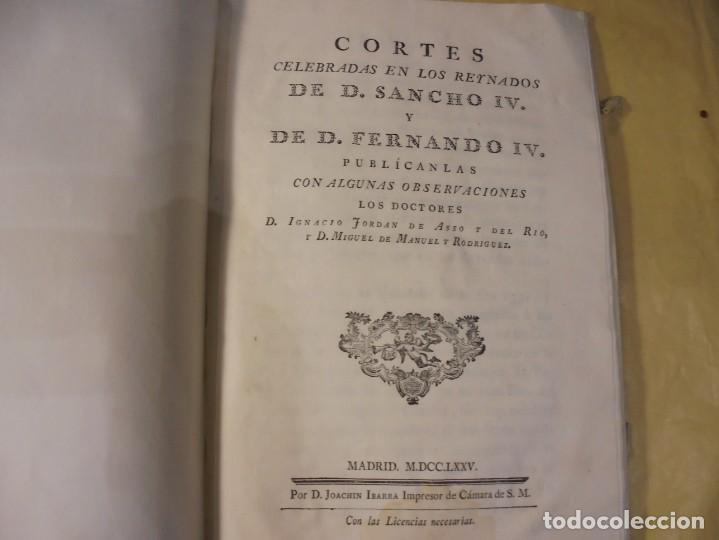 CORTES
CELEBRADAS EN LOS REYNADOS
DE D. SANCHO IV.
Y
DE D. FERNANDO IV.
PUBLÍCANLAS
CON ALGUNAS OBSERVACIONES
LOS DOCTORES
D. IGNACIO JORDAN DE ASSO Y DEL RIO,
Y D. MIGUEL DE MANUEL Y RODRIGUEZ.
MADRID. M.DCC.LXXV.
Por D. JOACHIN IBARRA Impresor de Cámara de S. M.
Con las Licencias necesarias.
todocoleccion
todocoleccion.net